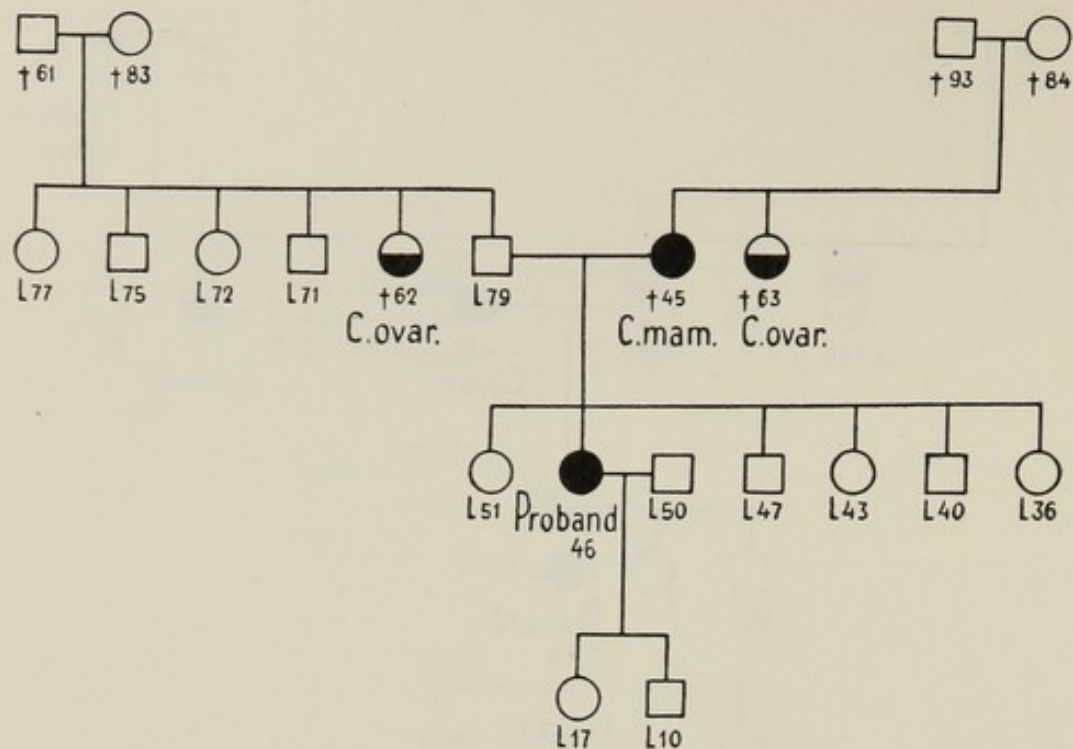 †61 †83 †93 †84
L77 L75 L72 L71 †62 L79 †45 †63
C.ovar. C.mam. C.ovar.
L51 Proband L50 L47 L43 L40 L36
46
L17 L10